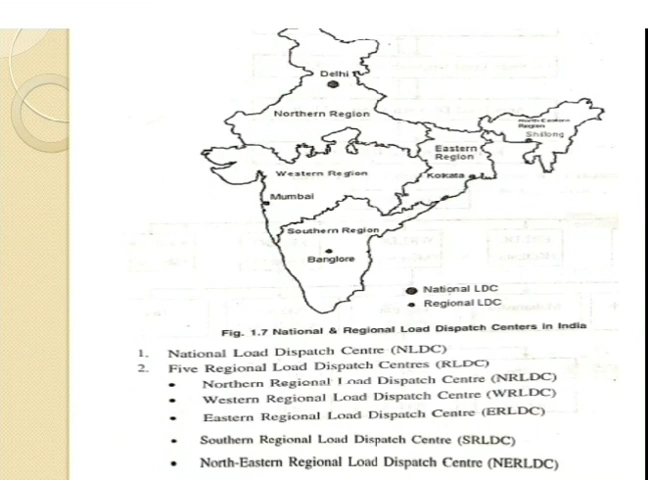 Delhi
Northern Region
North Eastern
Region
Shillong
Eastern
Region
Western Region
Kolkata
Mumbai
Southern Region
Banglore
National LDC
Regional LDC
Fig. 1.7 National & Regional Load Dispatch Centers in India
1. National Load Dispatch Centre (NLDC)
2. Five Regional Load Dispatch Centres (RLDC)
• Northern Regional Load Dispatch Centre (NRLDC)
• Western Regional Load Dispatch Centre (WRLDC)
• Eastern Regional Load Dispatch Centre (ERLDC)
• Southern Regional Load Dispatch Centre (SRLDC)
• North-Eastern Regional Load Dispatch Centre (NERLDC)